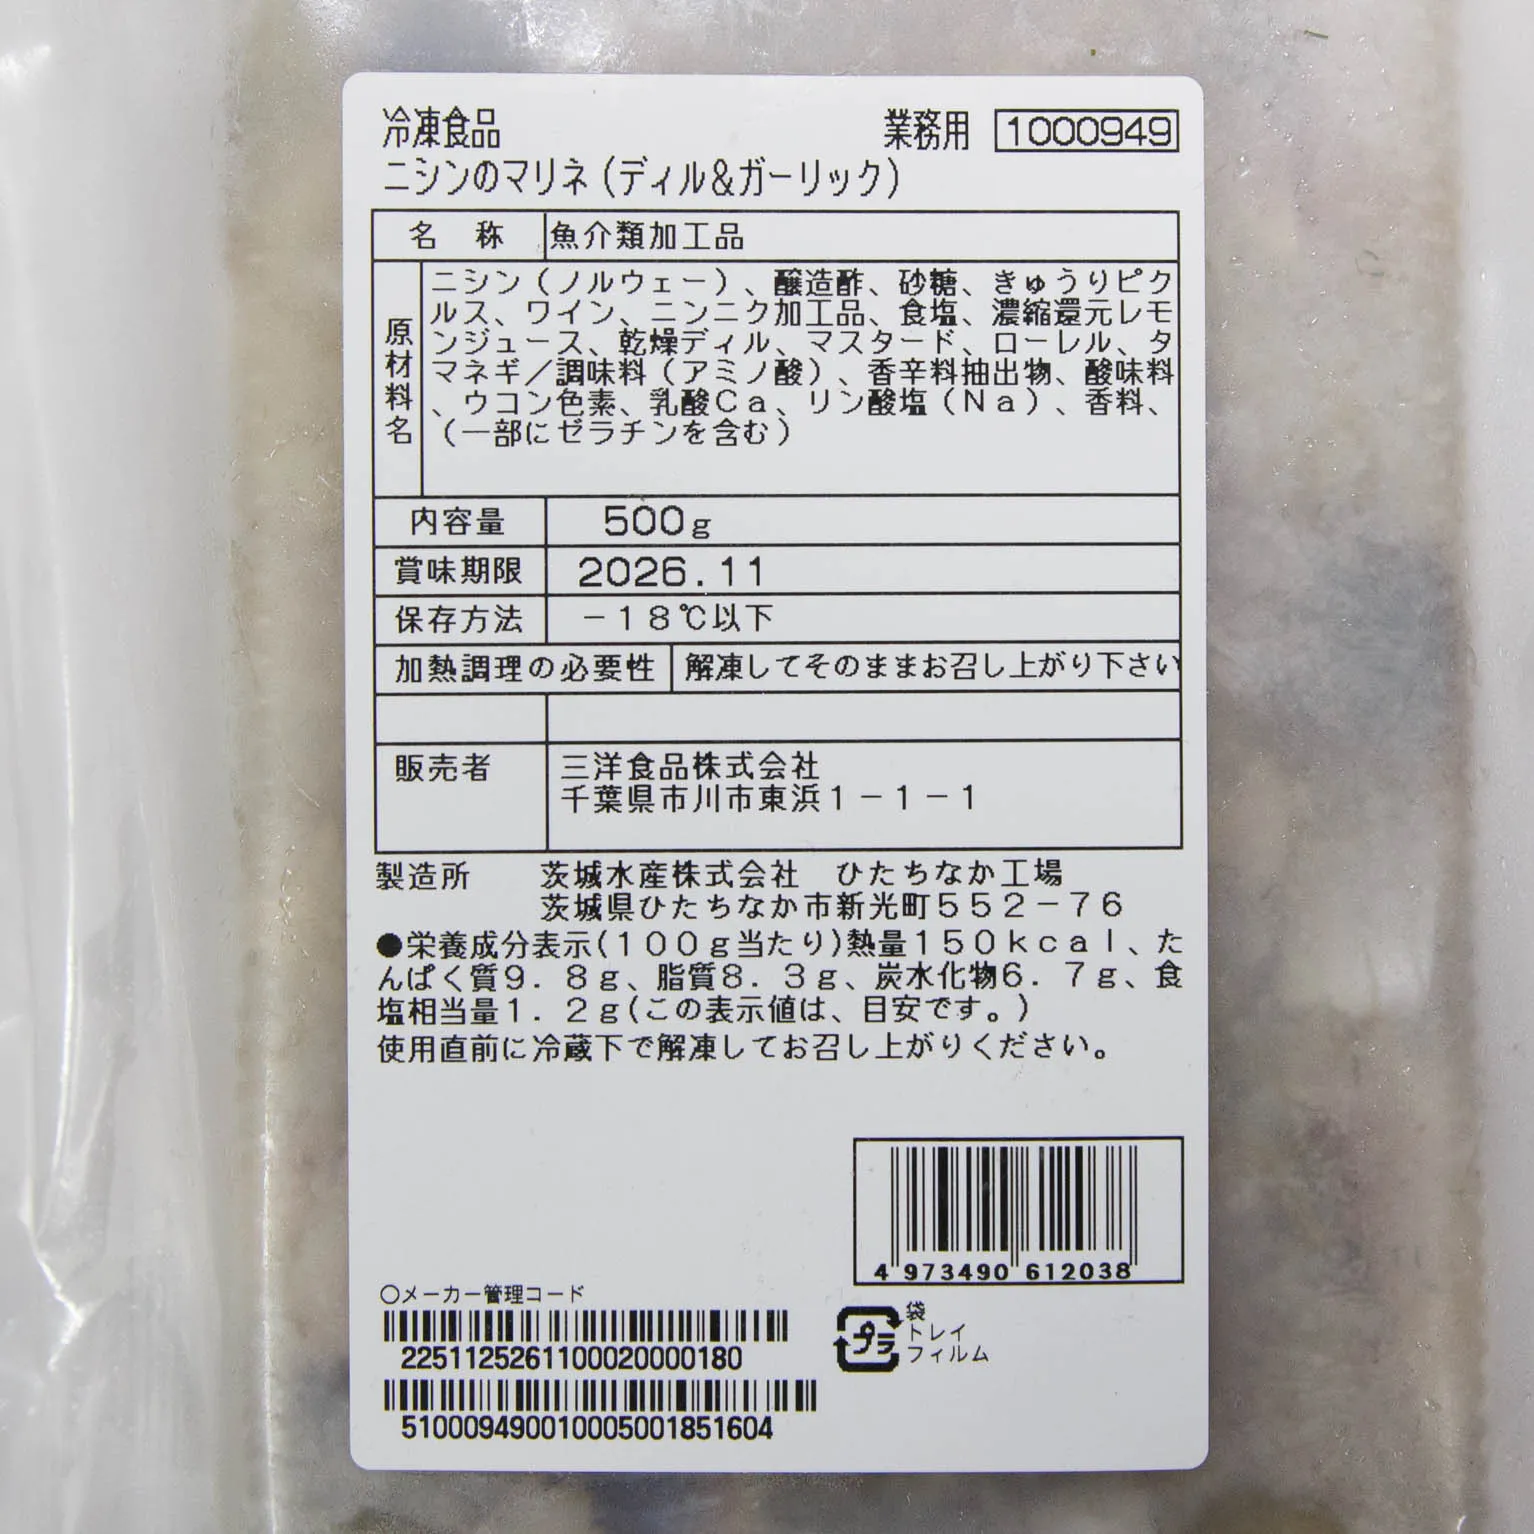 冷凍食品
業務用 1000949
ニシンのマリネ(ディル&ガーリック)
名 称 魚介類加工品
原材料名
ニシン(ノルウェー)、醸造酢、砂糖、きゅうりピク
ルス、ワイン、ニンニク加工品、食塩、濃縮還元レモ
ンジュース、乾燥ディル、マスタード、ローレル、タ
マネギ/調味料(アミノ酸)、香辛料抽出物、酸味料
、ウコン色素、乳酸Ca、リン酸塩(Na)、香料、
(一部にゼラチンを含む)
内容量 500g
賞味期限 2026.11
保存方法 -18℃以下
加熱調理の必要性 解凍してそのままお召し上がり下さい
販売者 三洋食品株式会社
千葉県市川市東浜1-1-1
製造所 茨城水産株式会社 ひたちなか工場
茨城県ひたちなか市新光町552-76
●栄養成分表示(100g当たり)熱量150kcal、た
んぱく質9.8g、脂質8.3g、炭水化物6.7g、食
塩相当量1.2g(この表示値は、目安です。)
使用直前に冷蔵下で解凍してお召し上がりください。
4 973490 612038
○メーカー管理コード
2251125261100020000180
プラ
袋
トレイ
フィルム
510009490010005001851604